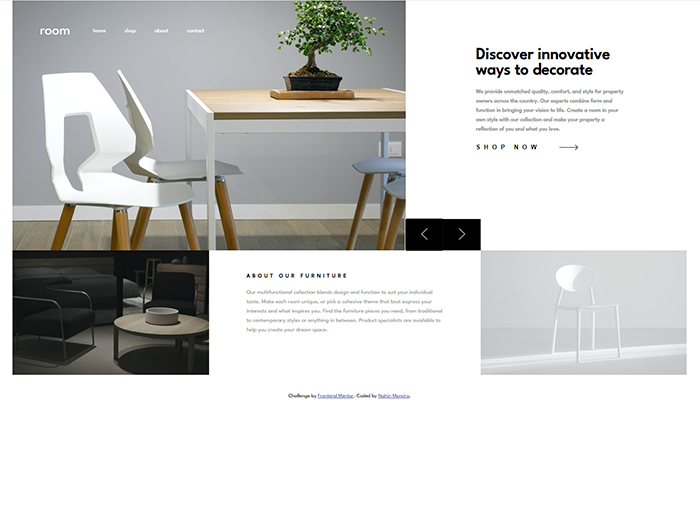 room home shop about contact
Discover innovative
ways to decorate
We provide unmatched quality, comfort, and style for property
owners across the country. Our experts combine form and
function in bringing your vision to life. Create a room in your
own style with our collection and make your property a
reflection of you and what you love.
SHOP NOW
ABOUT OUR FURNITURE
Our multifunctional collection blends design and function to suit your individual
taste. Make each room unique, or pick a cohesive theme that best express your
interests and what inspires you. Find the furniture pieces you need, from traditional
to contemporary styles or anything in between. Product specialists are available to
help you create your dream space.
Challenge by Frontend Mentor. Coded by